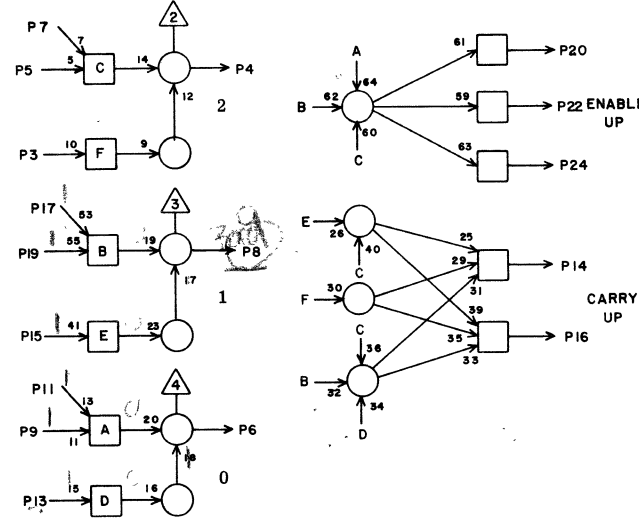 P7
7
P5
5
C
14
2
P4
12
2
P3
10
F
9
P17
53
P19
55
B
19
3
P8
17
1
P15
41
E
23
P11
13
P9
11
A
20
4
P6
18
0
P13
15
D
16
A
64
B
62
60
C
61
P20
59
P22
ENABLE
UP
63
P24
E
26
40
C
F
30
C
36
B
32
34
D
25
29
31
P14
39
35
33
P16
CARRY
UP